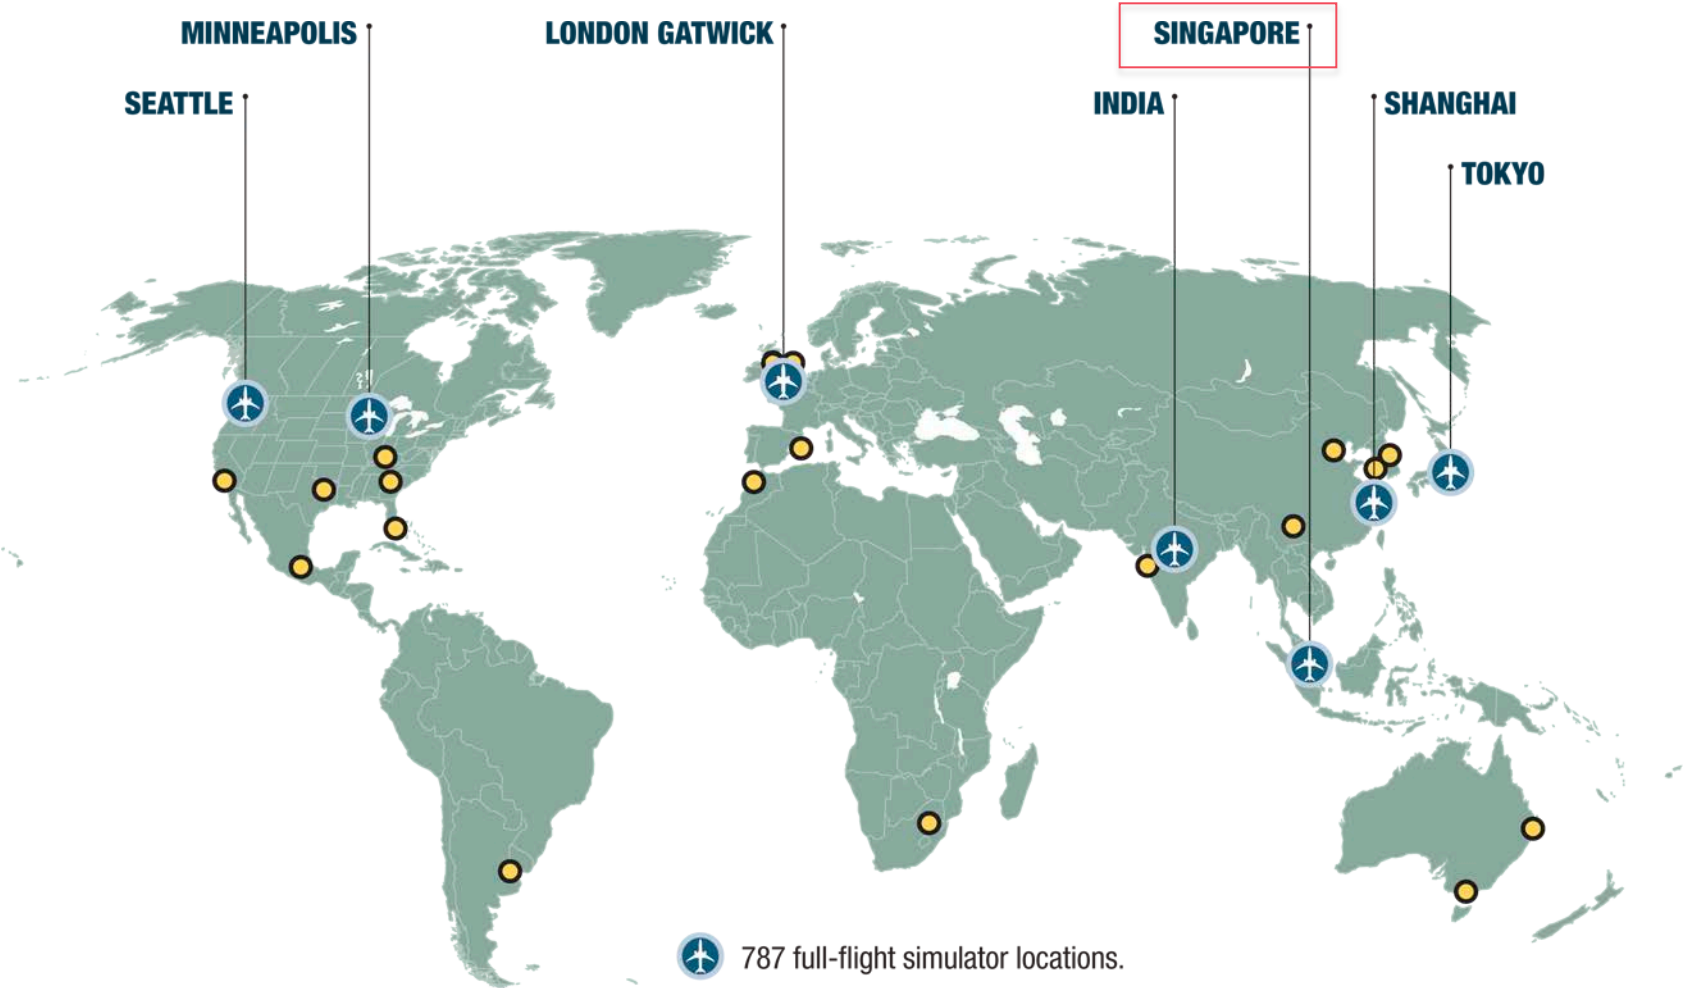 MINNEAPOLIS
LONDON GATWICK
SINGAPORE
SEATTLE
INDIA
SHANGHAI
TOKYO
787 full-flight simulator locations.